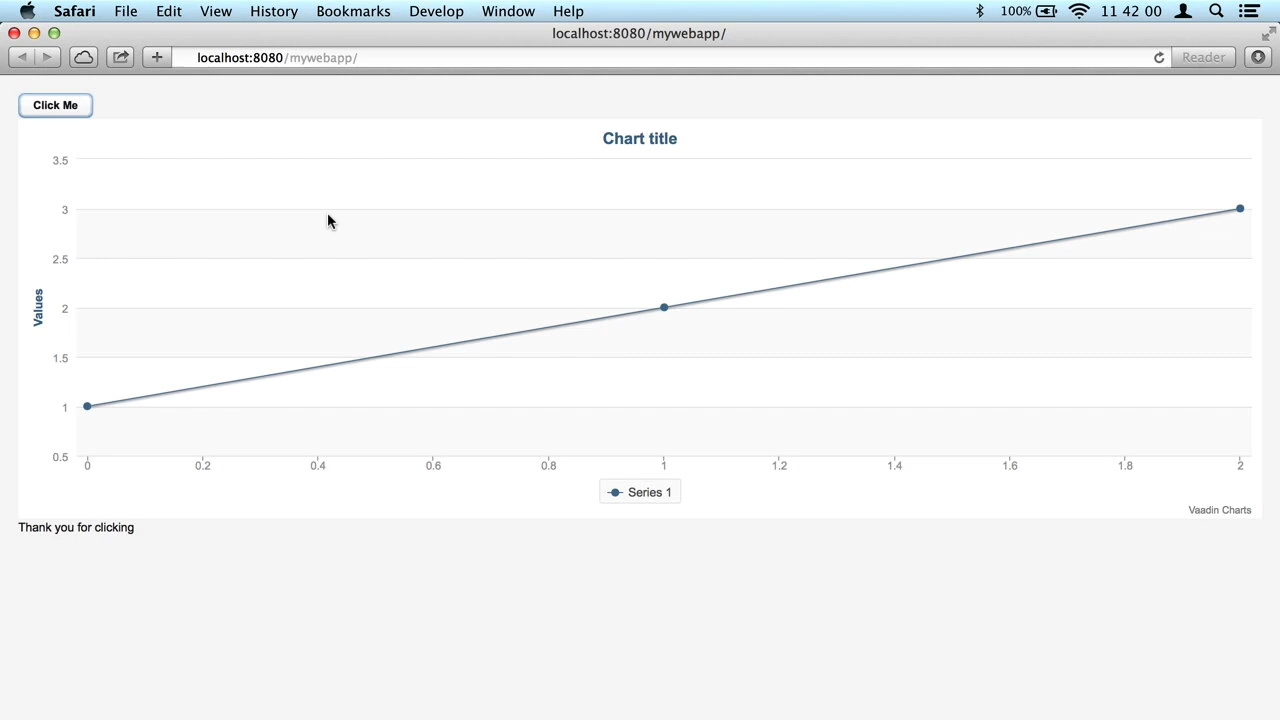 Safari File Edit View History Bookmarks Develop Window Help 100% 11 42 00
localhost:8080/mywebapp/
localhost:8080/mywebapp/ Reader
Click Me
Chart title
3.5
3
2.5
2
1.5
1
0.5
Values
0 0.2 0.4 0.6 0.8 1 1.2 1.4 1.6 1.8 2
Series 1
Vaadin Charts
Thank you for clicking